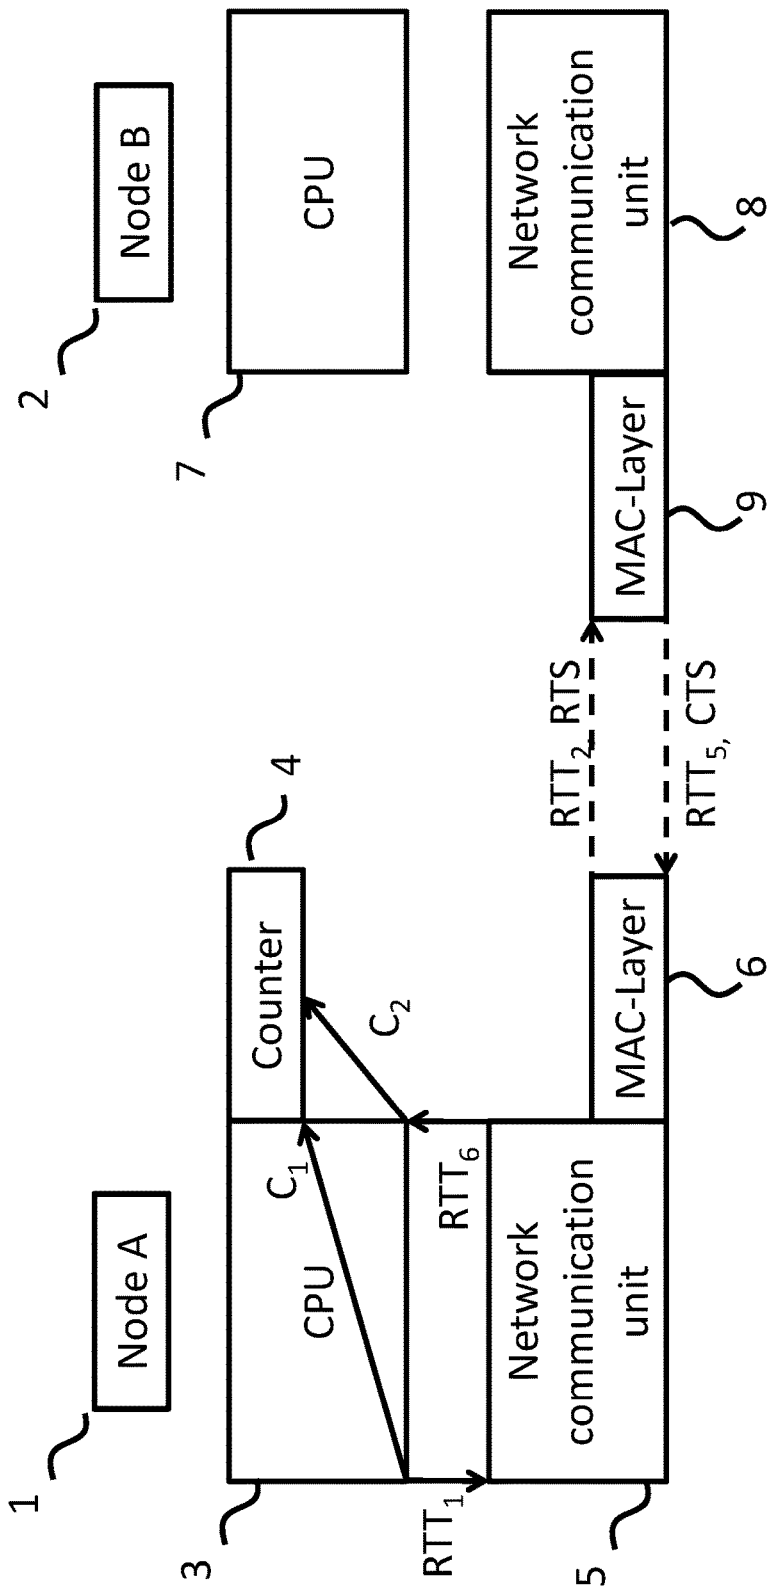 1
Node A
2
Node B
3
CPU
C1
Counter
4
7
CPU
C2
RTT1
RTT6
5
Network
communication
unit
MAC-Layer
6
RTT2, RTS
RTT5, CTS
MAC-Layer
9
Network
communication
unit
8